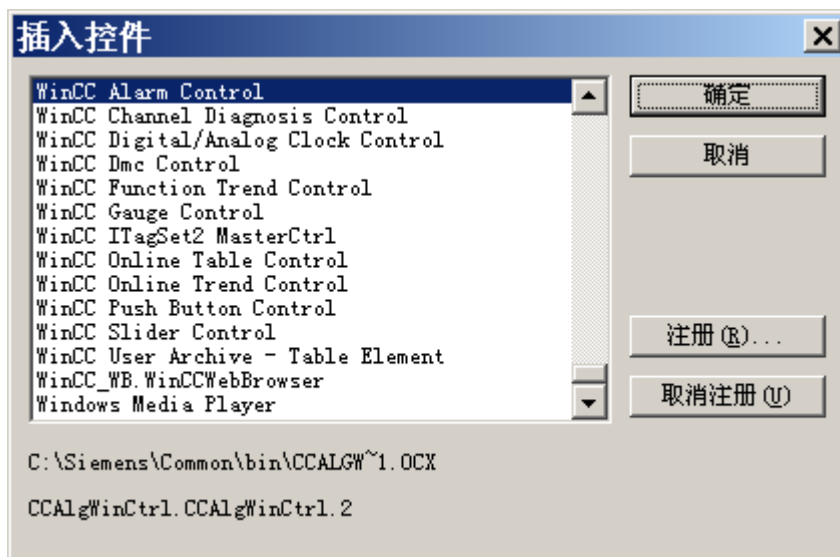 插入控件
WinCC Alarm Control
WinCC Channel Diagnosis Control
WinCC Digital/Analog Clock Control
WinCC Dmc Control
WinCC Function Trend Control
WinCC Gauge Control
WinCC ITagSet2 MasterCtrl
WinCC Online Table Control
WinCC Online Trend Control
WinCC Push Button Control
WinCC Slider Control
WinCC User Archive - Table Element
WinCC_WB.WinCCWebBrowser
Windows Media Player
确定
取消
注册(R)...
取消注册(U)
C:\Siemens\Common\bin\CCALGW~1.OCX
CCAlgWinCtrl.CCAlgWinCtrl.2